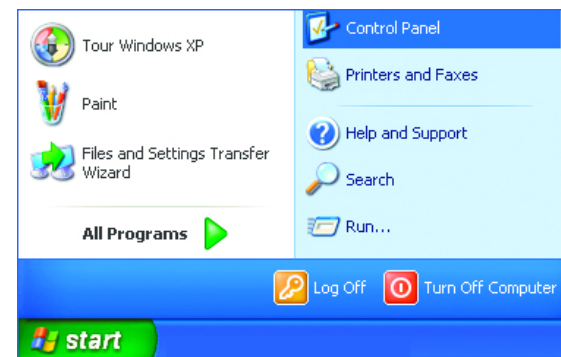 Tour Windows XP
Paint
Files and Settings Transfer
Wizard
All Programs
Control Panel
Printers and Faxes
Help and Support
Search
Run...
Log Off
Turn Off Computer
start